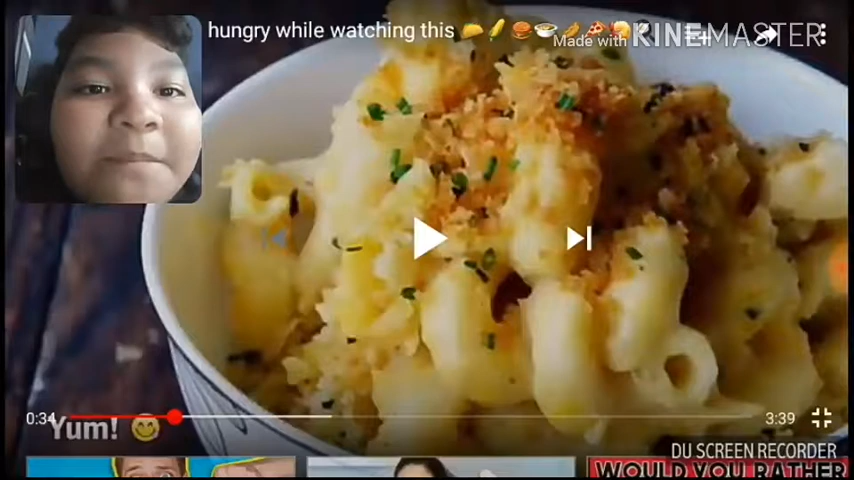 hungry while watching this 🌮🌽🍔🍜🌭🍕
Made with KINEMASTER
0:34
3:39
Yum! 😋
DU SCREEN RECORDER
WOULD YOU RATHER